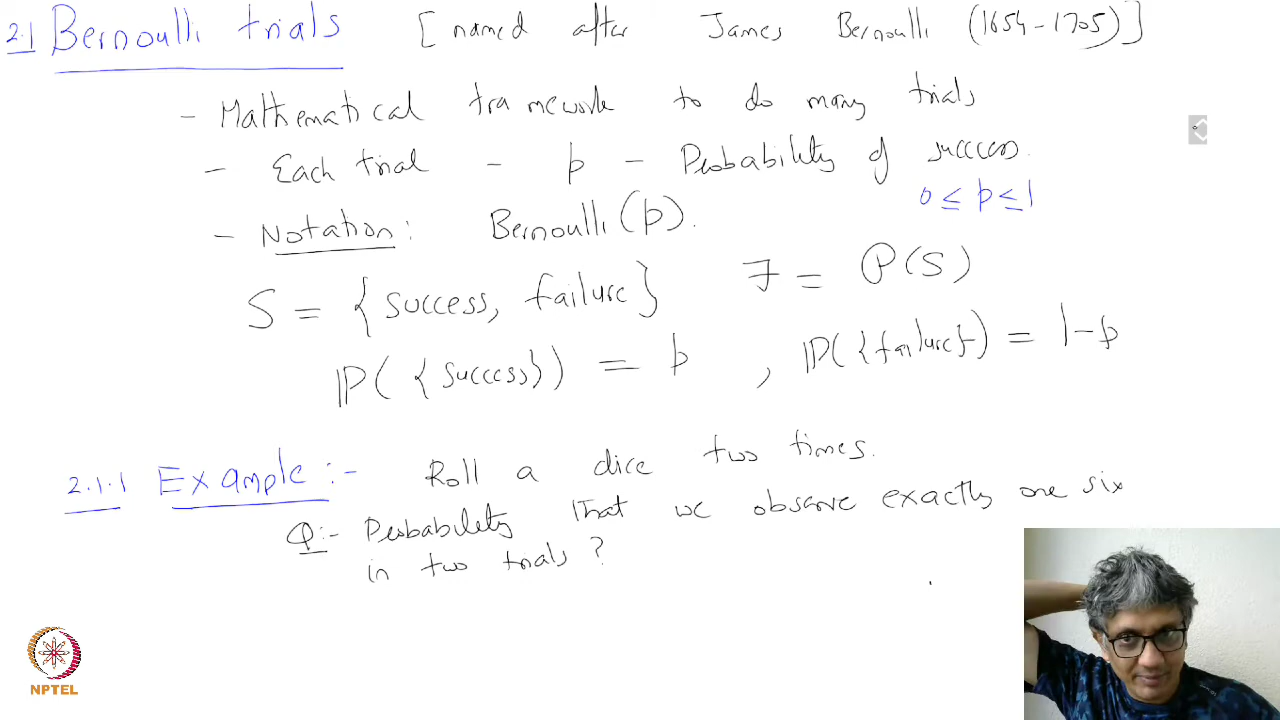 2.1 Bernoulli trials [named after James Bernoulli (1654-1705)]
- Mathematical framework to do many trials
- Each trial - p - Probability of success.
0 ≤ p ≤ 1
- Notation: Bernoulli(p).
S = {success, failure} F = P(S)
P({success}) = p , P({failure}) = 1-p
2.1.1 Example:- Roll a dice two times.
Q:- Probability that we observe exactly one six
in two trials?
NPTEL